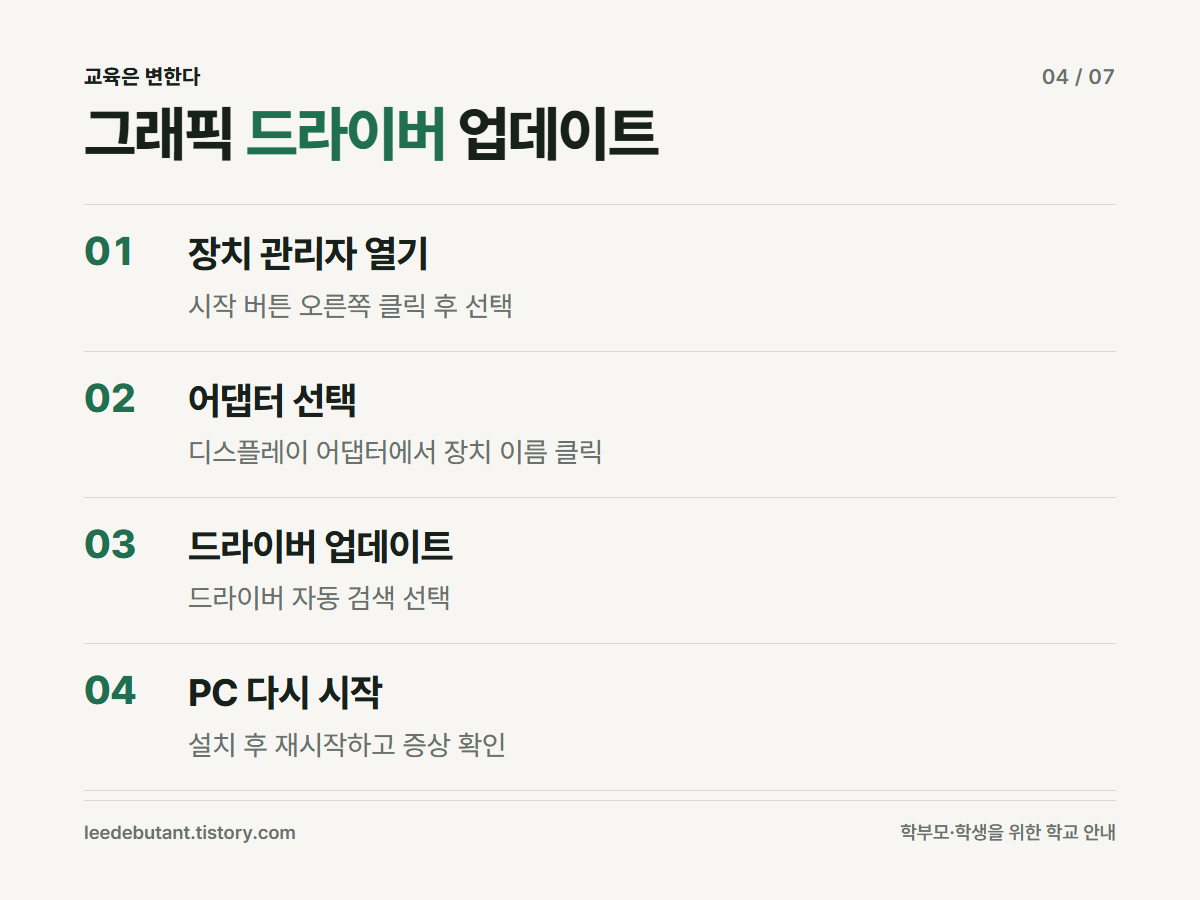 교육은 변한다
04 / 07
그래픽 드라이버 업데이트
01
장치 관리자 열기
시작 버튼 오른쪽 클릭 후 선택
02
어댑터 선택
디스플레이 어댑터에서 장치 이름 클릭
03
드라이버 업데이트
드라이버 자동 검색 선택
04
PC 다시 시작
설치 후 재시작하고 증상 확인
leedebutant.tistory.com
학부모·학생을 위한 학교 안내